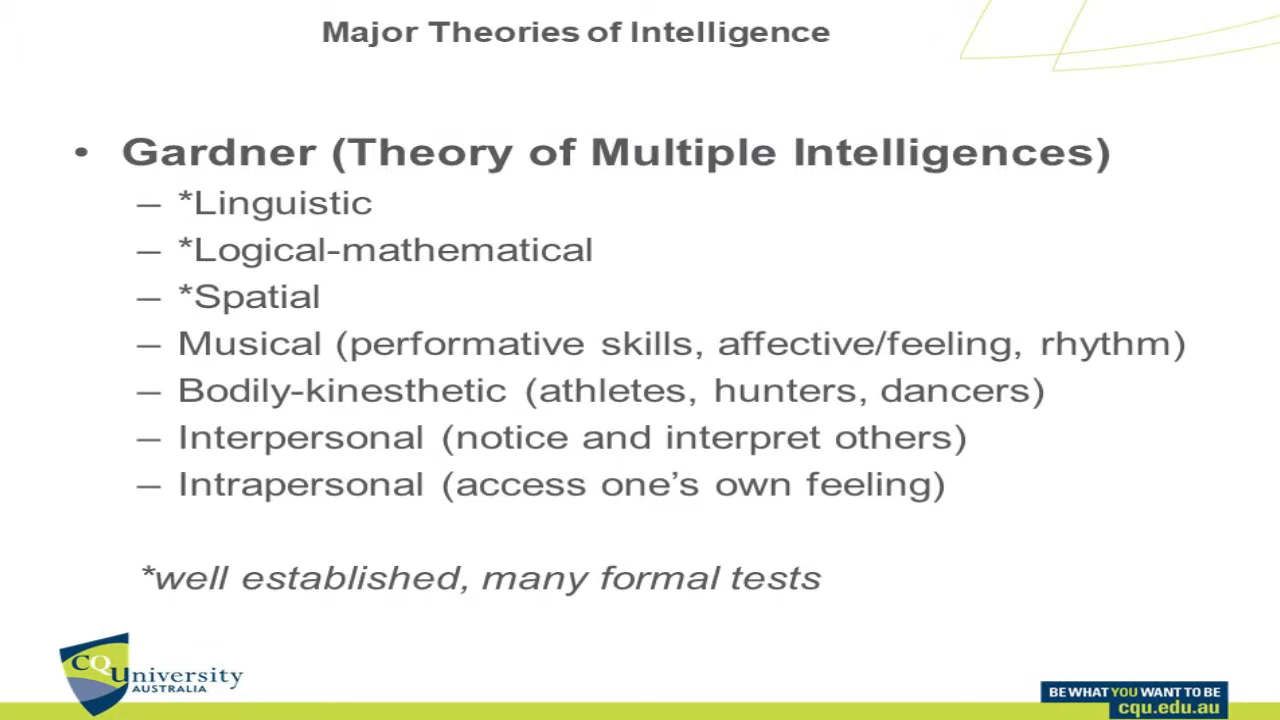 Major Theories of Intelligence
• Gardner (Theory of Multiple Intelligences)
– *Linguistic
– *Logical-mathematical
– *Spatial
– Musical (performative skills, affective/feeling, rhythm)
– Bodily-kinesthetic (athletes, hunters, dancers)
– Interpersonal (notice and interpret others)
– Intrapersonal (access one’s own feeling)
*well established, many formal tests
CQUniversity
AUSTRALIA
BE WHAT YOU WANT TO BE
cqu.edu.au